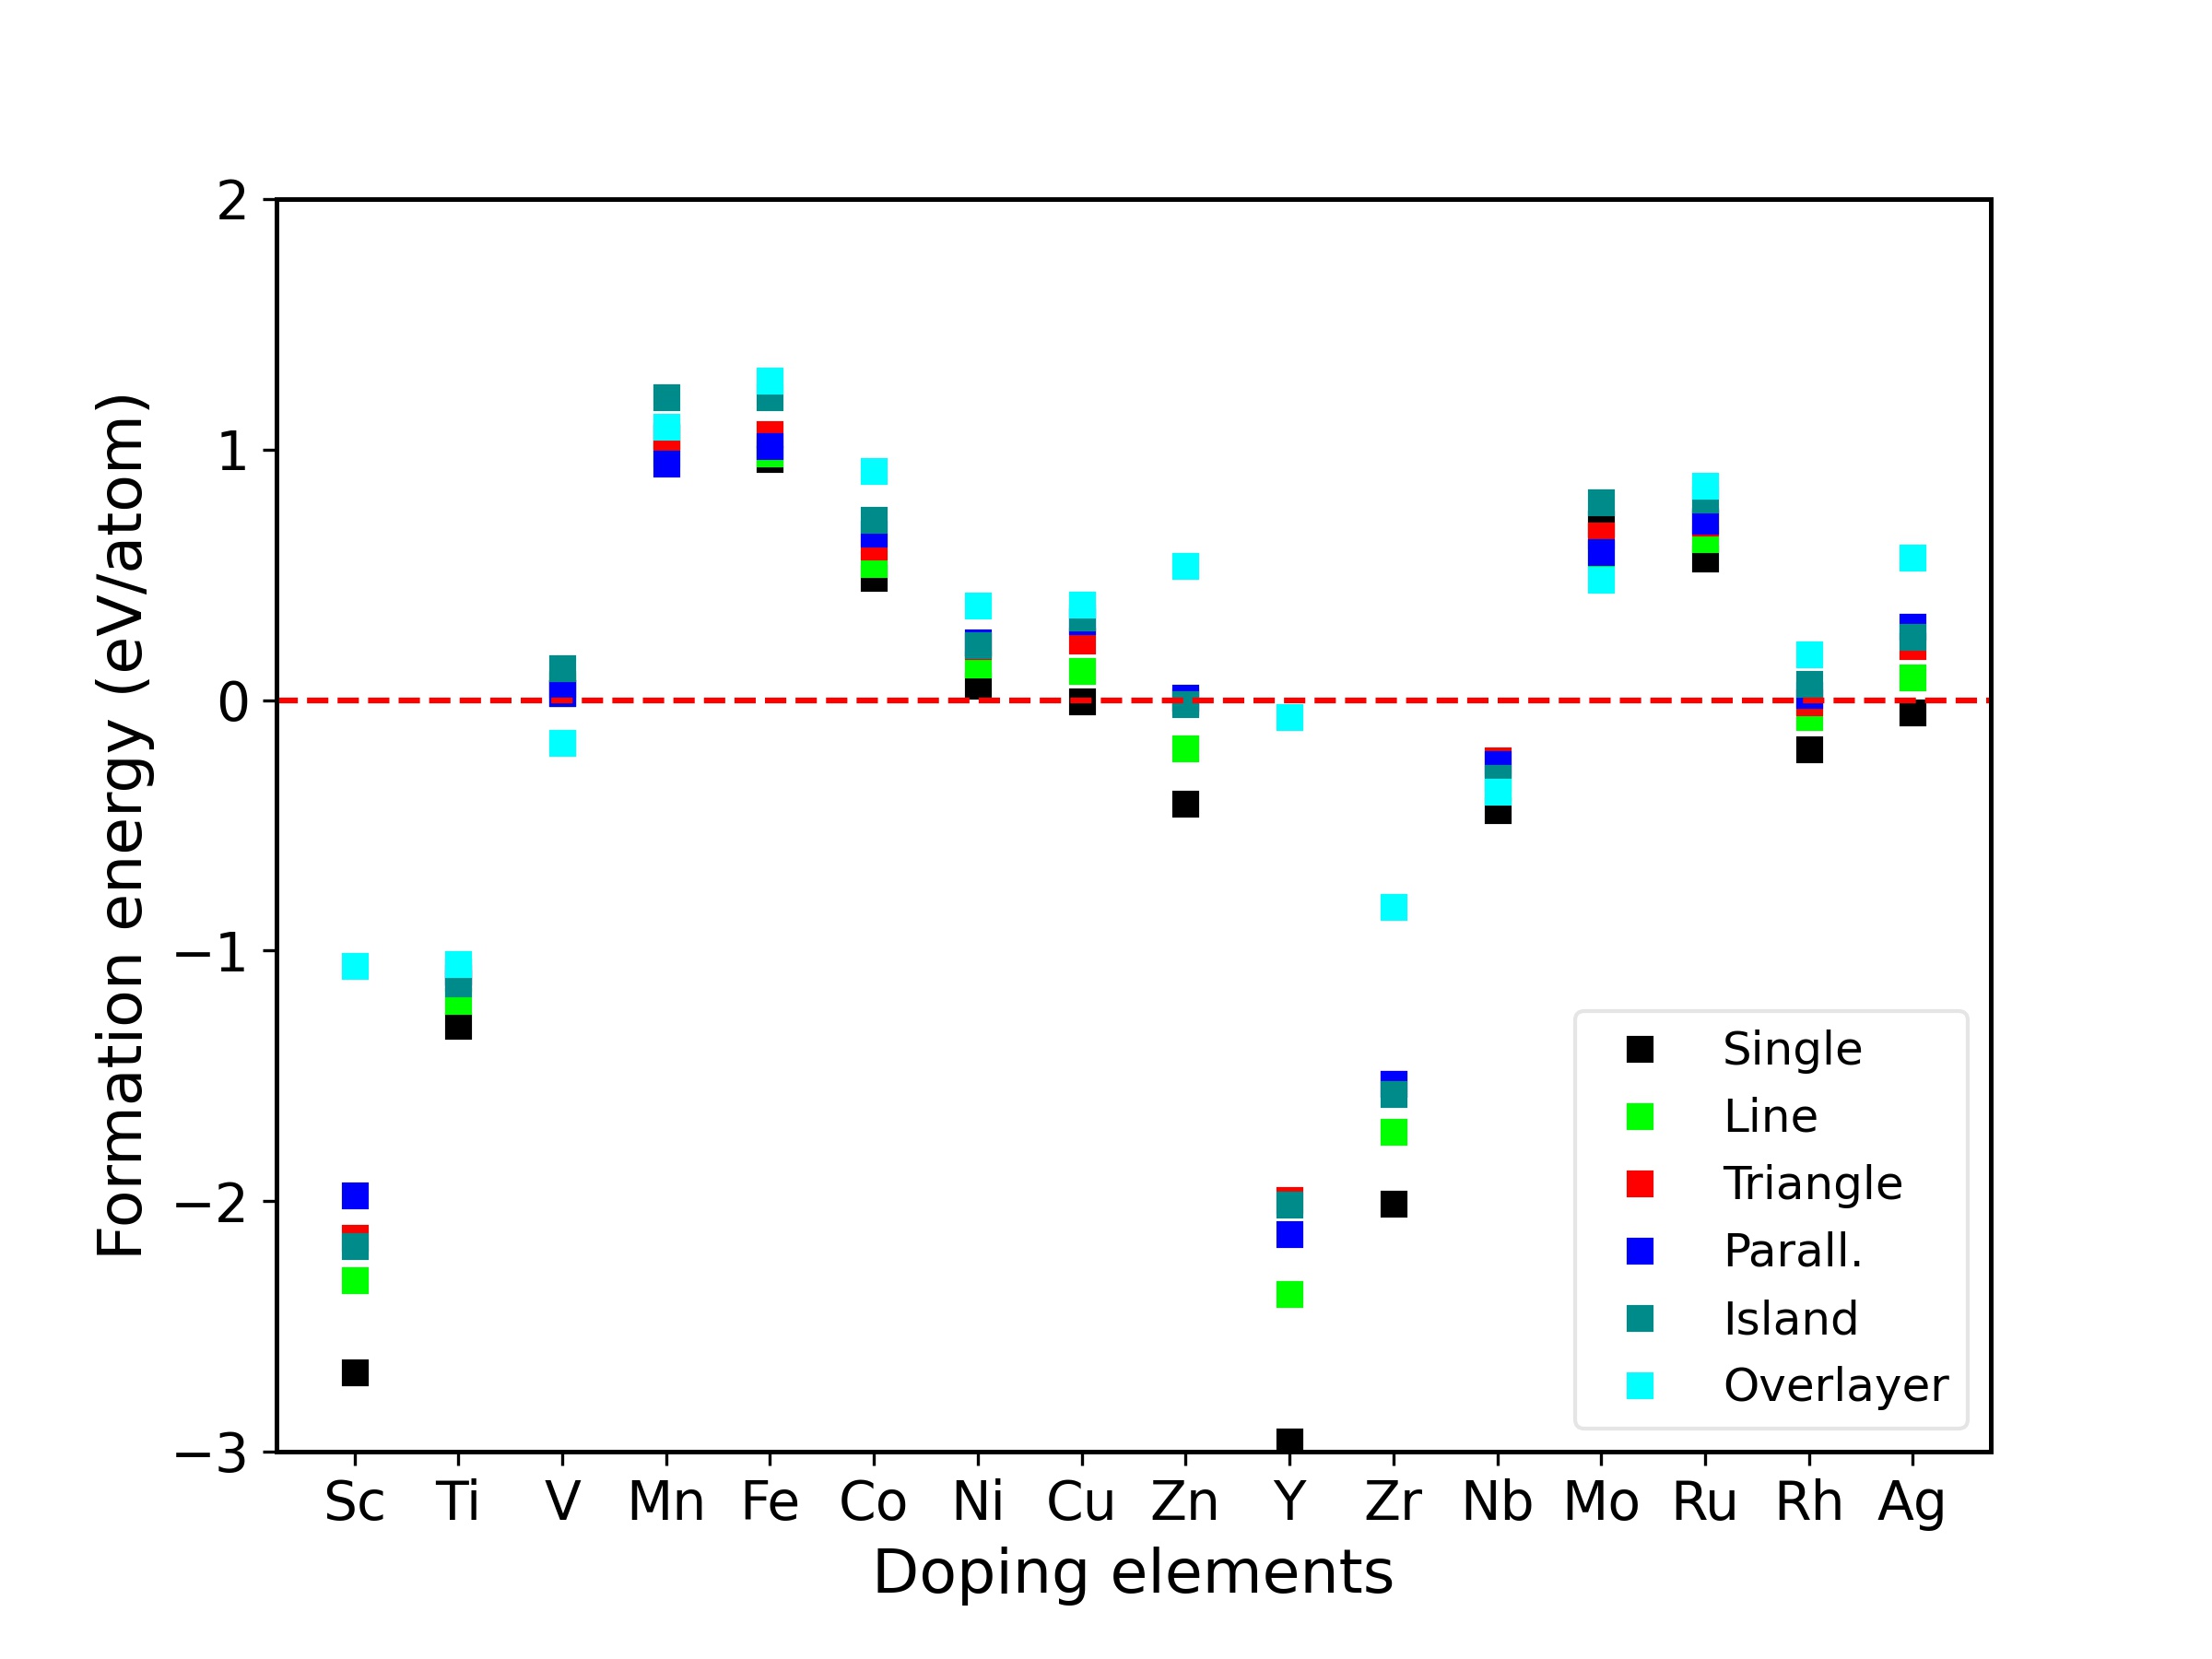 Formation energy (eV/atom)
2
1
0
−1
−2
−3
Single
Line
Triangle
Parall.
Island
Overlayer
Sc Ti V Mn Fe Co Ni Cu Zn Y Zr Nb Mo Ru Rh Ag
Doping elements